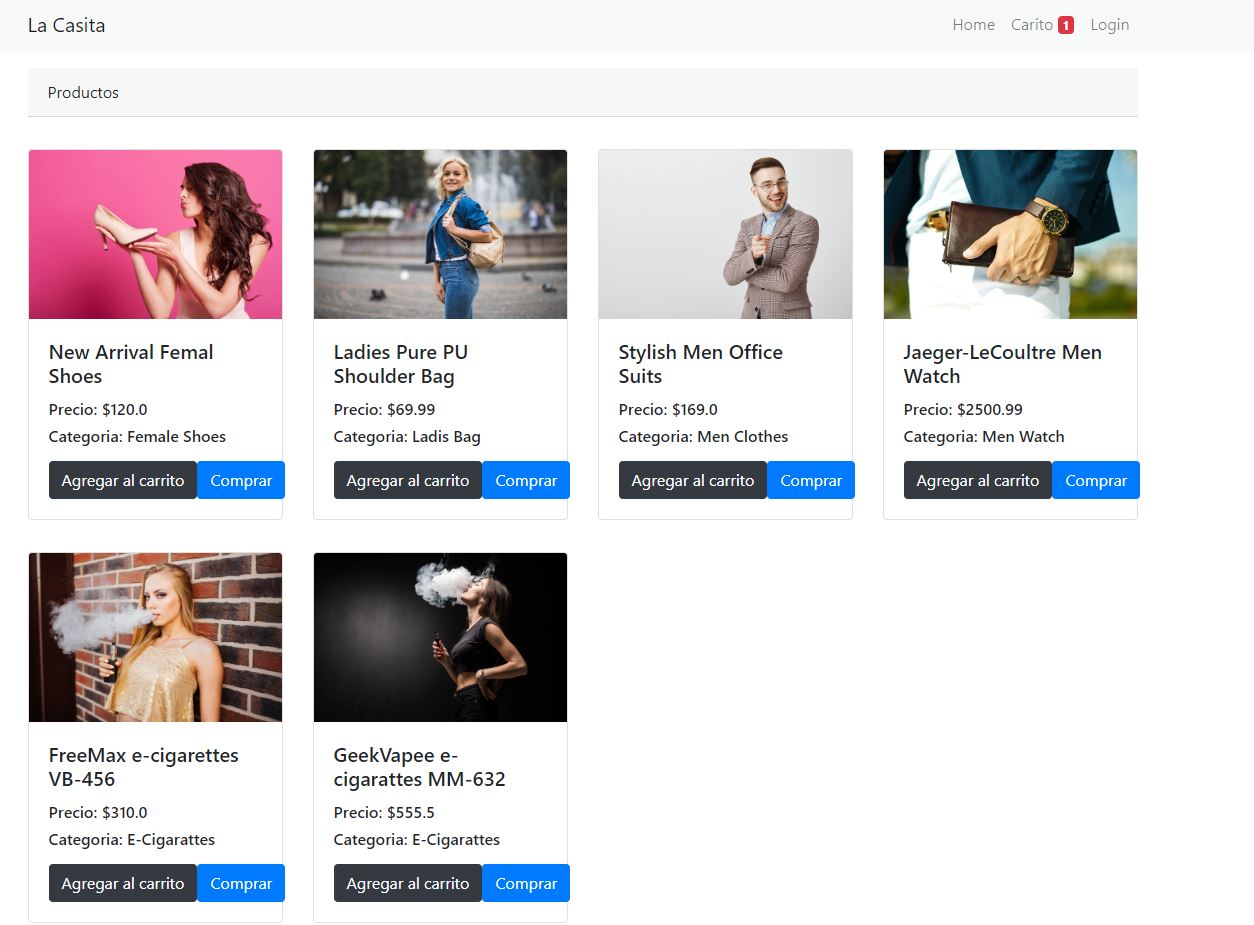 La Casita
Home Carito 1 Login
Productos
New Arrival Femal
Shoes
Precio: $120.0
Categoria: Female Shoes
Agregar al carrito Comprar
Ladies Pure PU
Shoulder Bag
Precio: $69.99
Categoria: Ladis Bag
Agregar al carrito Comprar
Stylish Men Office
Suits
Precio: $169.0
Categoria: Men Clothes
Agregar al carrito Comprar
Jaeger-LeCoultre Men
Watch
Precio: $2500.99
Categoria: Men Watch
Agregar al carrito Comprar
FreeMax e-cigarettes
VB-456
Precio: $310.0
Categoria: E-Cigarattes
Agregar al carrito Comprar
GeekVapee e-
cigarattes MM-632
Precio: $555.5
Categoria: E-Cigarattes
Agregar al carrito Comprar